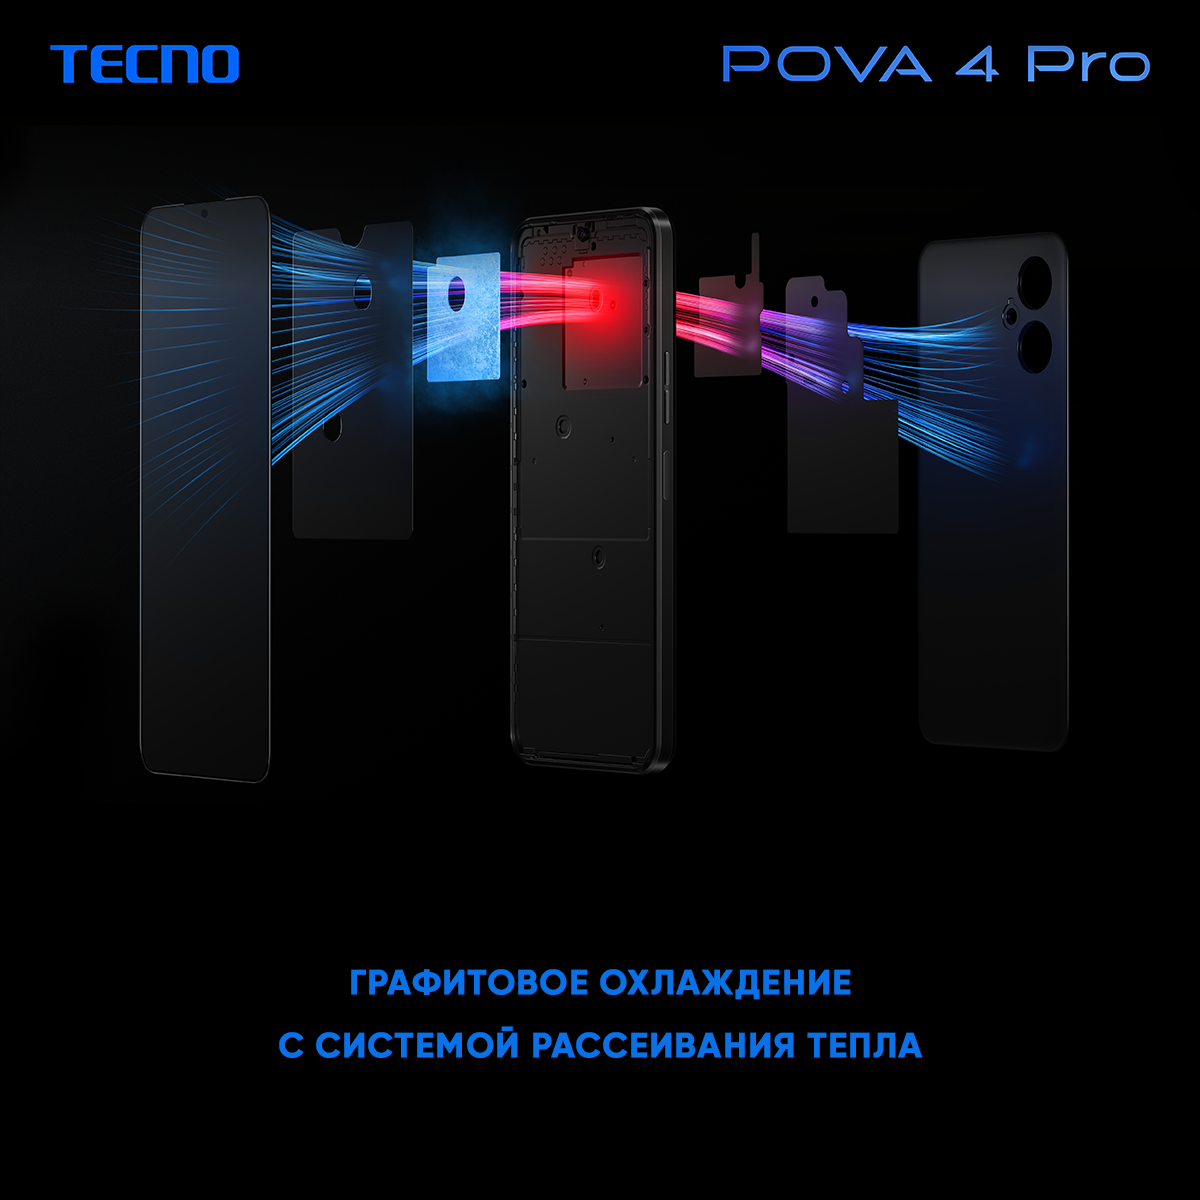 TECNO
POVA 4 Pro
ГРАФИТОВОЕ ОХЛАЖДЕНИЕ
С СИСТЕМОЙ РАССЕИВАНИЯ ТЕПЛА